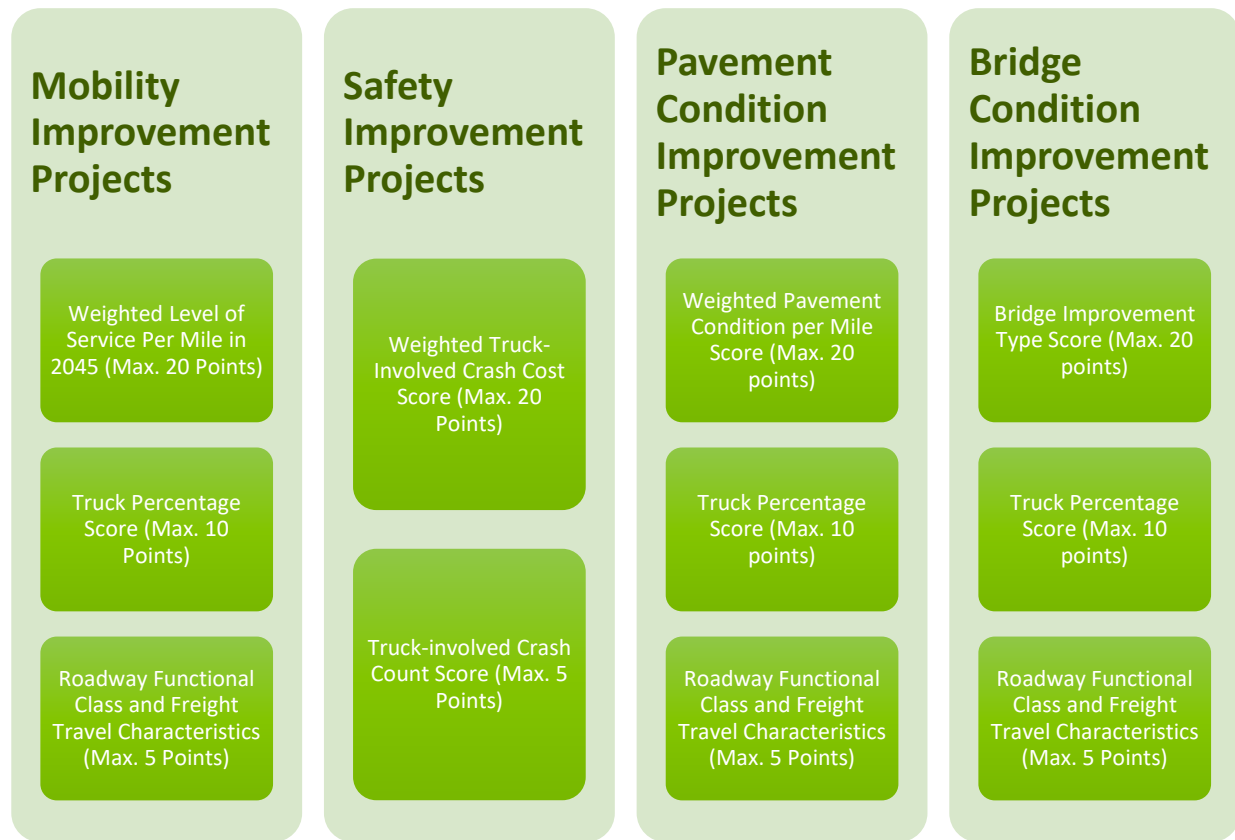 Mobility
Improvement
Projects
Weighted Level of
Service Per Mile in
2045 (Max. 20 Points)
Truck Percentage
Score (Max. 10
Points)
Roadway Functional
Class and Freight
Travel Characteristics
(Max. 5 Points)
Safety
Improvement
Projects
Weighted Truck-
Involved Crash Cost
Score (Max. 20
Points)
Truck-involved Crash
Count Score (Max. 5
Points)
Pavement
Condition
Improvement
Projects
Weighted Pavement
Condition per Mile
Score (Max. 20
points)
Truck Percentage
Score (Max. 10
points)
Roadway Functional
Class and Freight
Travel Characteristics
(Max. 5 Points)
Bridge
Condition
Improvement
Projects
Bridge Improvement
Type Score (Max. 20
points)
Truck Percentage
Score (Max. 10
points)
Roadway Functional
Class and Freight
Travel Characteristics
(Max. 5 Points)